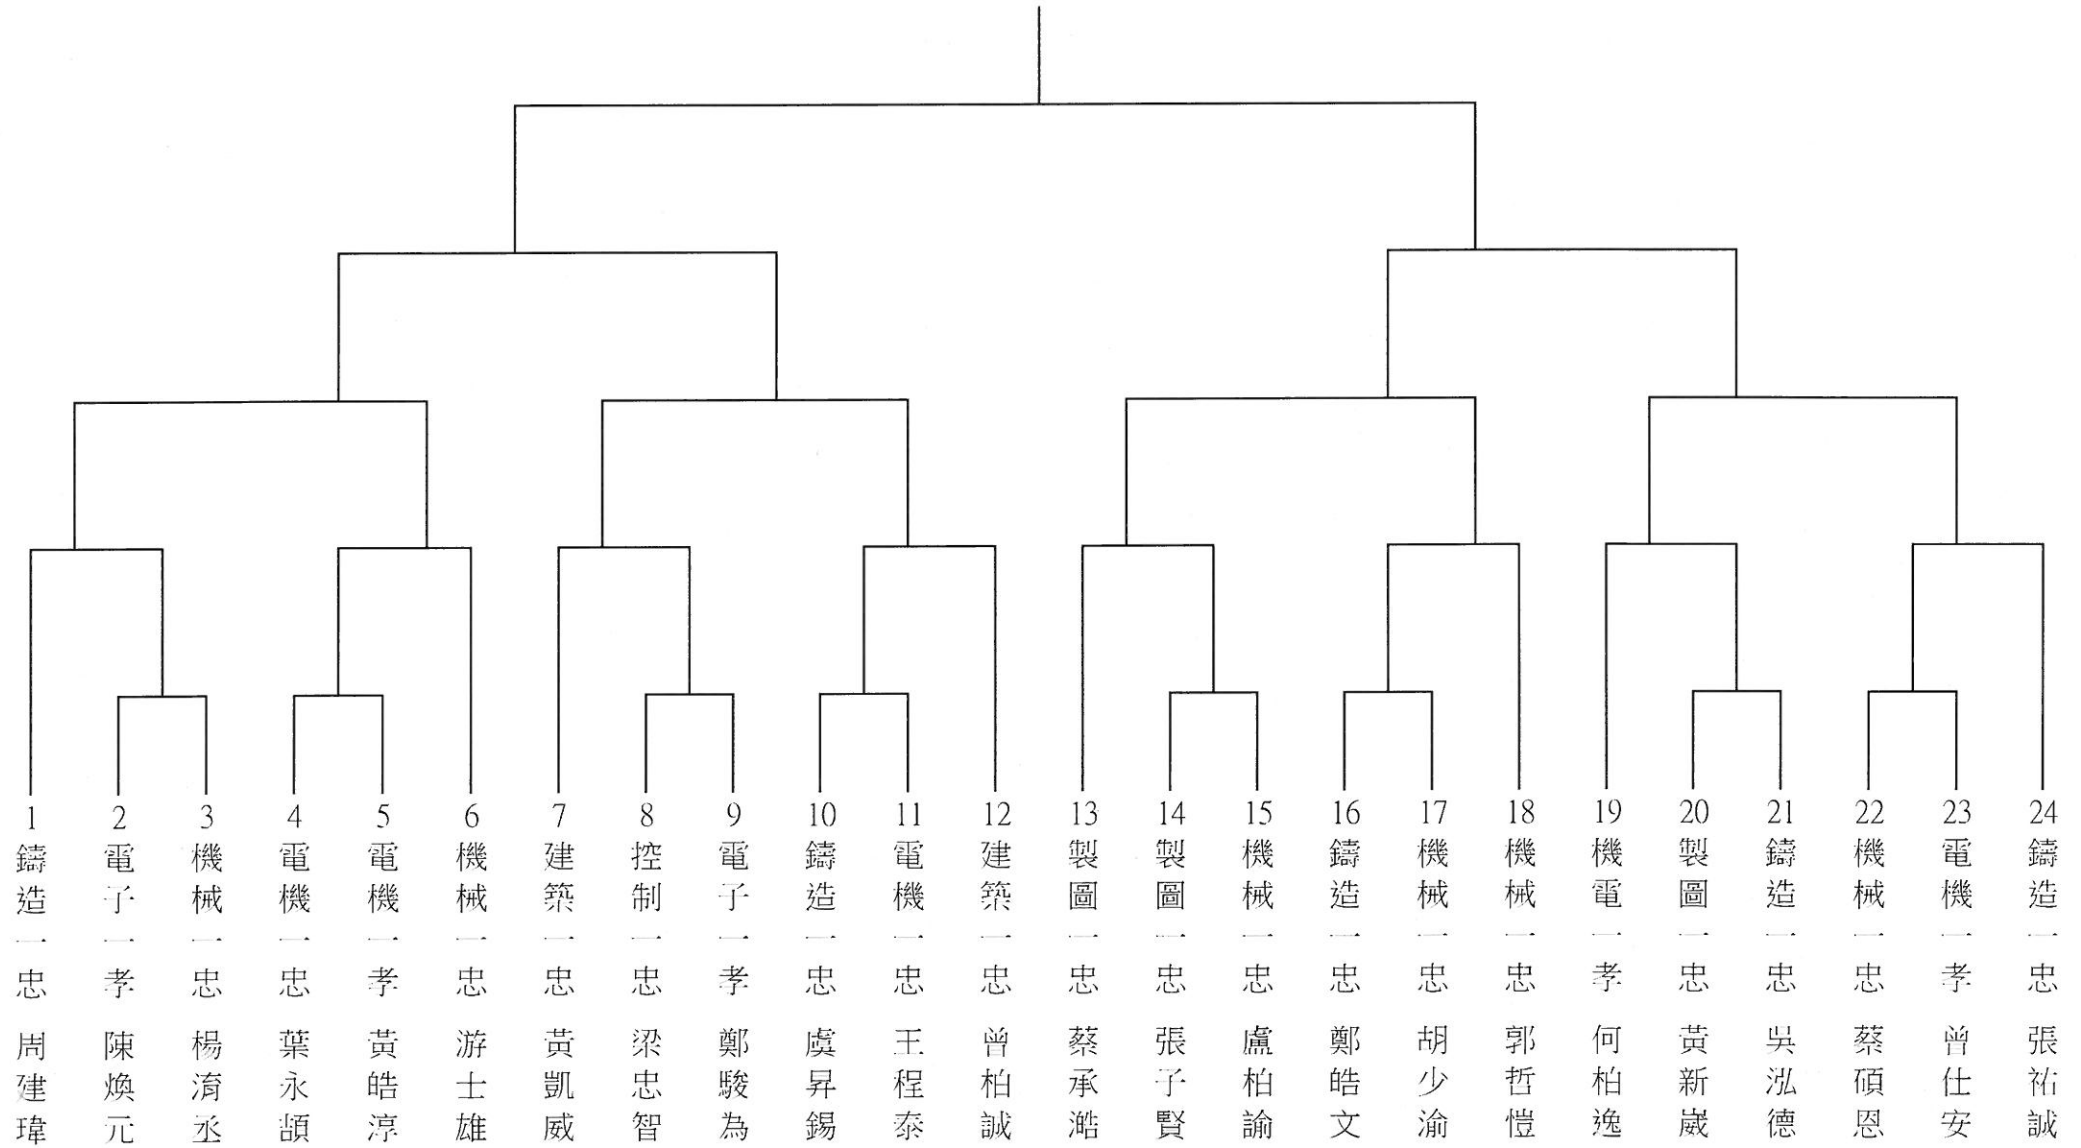 1 鑄造一忠 周建瑋
2 電子一孝 陳煥元
3 機械一忠 楊淯丞
4 電機一忠 葉永頡
5 電機一孝 黃皓淳
6 機械一忠 游士雄
7 建築一忠 黃凱威
8 控制一忠 梁忠智
9 電子一孝 鄭駿為
10 鑄造一忠 虞昇錫
11 電機一忠 王程泰
12 建築一忠 曾柏誠
13 製圖一忠 蔡承澔
14 製圖一忠 張子賢
15 機械一忠 盧柏諭
16 鑄造一忠 鄭皓文
17 機械一忠 胡少渝
18 機械一忠 郭哲愷
19 機電一孝 何柏逸
20 製圖一忠 黃新崴
21 鑄造一忠 吳泓德
22 機械一忠 蔡碩恩
23 電機一孝 曾仕安
24 鑄造一忠 張祐誠